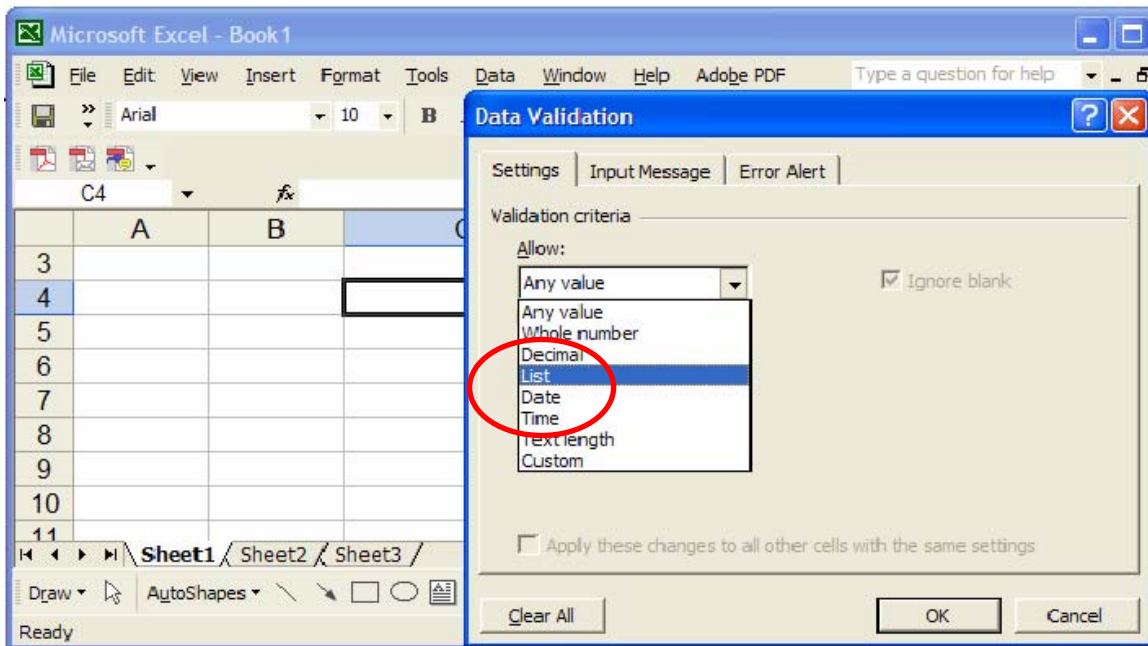 Microsoft Excel - Book1
File Edit View Insert Format Tools Data Window Help Adobe PDF Type a question for help
Arial 10 B
C4 fx
A B
3
4
5
6
7
8
9
10
11
Sheet1 Sheet2 Sheet3
Draw AutoShapes
Ready
Data Validation
Settings Input Message Error Alert
Validation criteria
Allow:
Any value Ignore blank
Any value
Whole number
Decimal
List
Date
Time
Text length
Custom
Apply these changes to all other cells with the same settings
Clear All OK Cancel